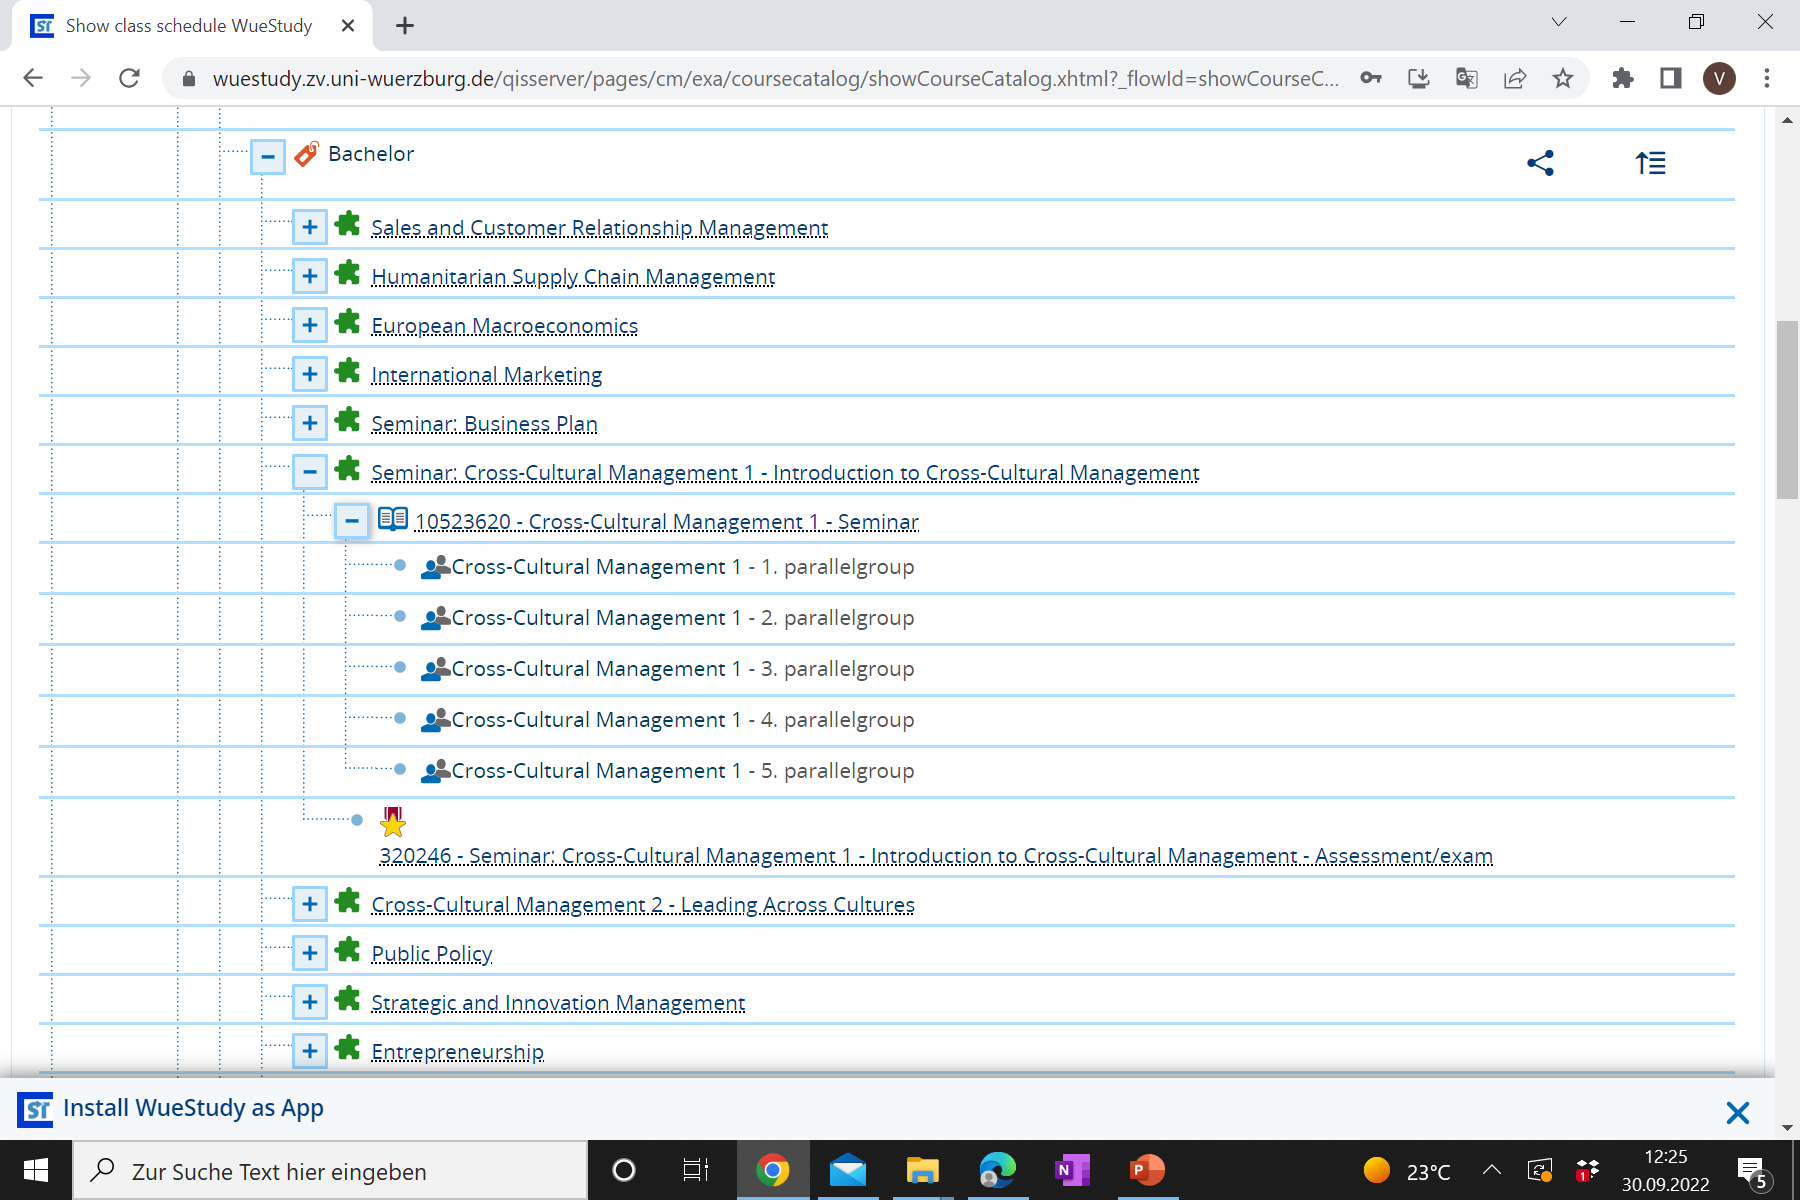 Show class schedule WueStudy
wuestudy.zv.uni-wuerzburg.de/qisserver/pages/cm/exa/coursecatalog/showCourseCatalog.xhtml?_flowId=showCourseC...
V
Bachelor
Sales and Customer Relationship Management
Humanitarian Supply Chain Management
European Macroeconomics
International Marketing
Seminar: Business Plan
Seminar: Cross-Cultural Management 1 - Introduction to Cross-Cultural Management
10523620 - Cross-Cultural Management 1 - Seminar
Cross-Cultural Management 1 - 1. parallelgroup
Cross-Cultural Management 1 - 2. parallelgroup
Cross-Cultural Management 1 - 3. parallelgroup
Cross-Cultural Management 1 - 4. parallelgroup
Cross-Cultural Management 1 - 5. parallelgroup
320246 - Seminar: Cross-Cultural Management 1 - Introduction to Cross-Cultural Management - Assessment/exam
Cross-Cultural Management 2 - Leading Across Cultures
Public Policy
Strategic and Innovation Management
Entrepreneurship
Install WueStudy as App
Zur Suche Text hier eingeben
23°C
12:25
30.09.2022
5